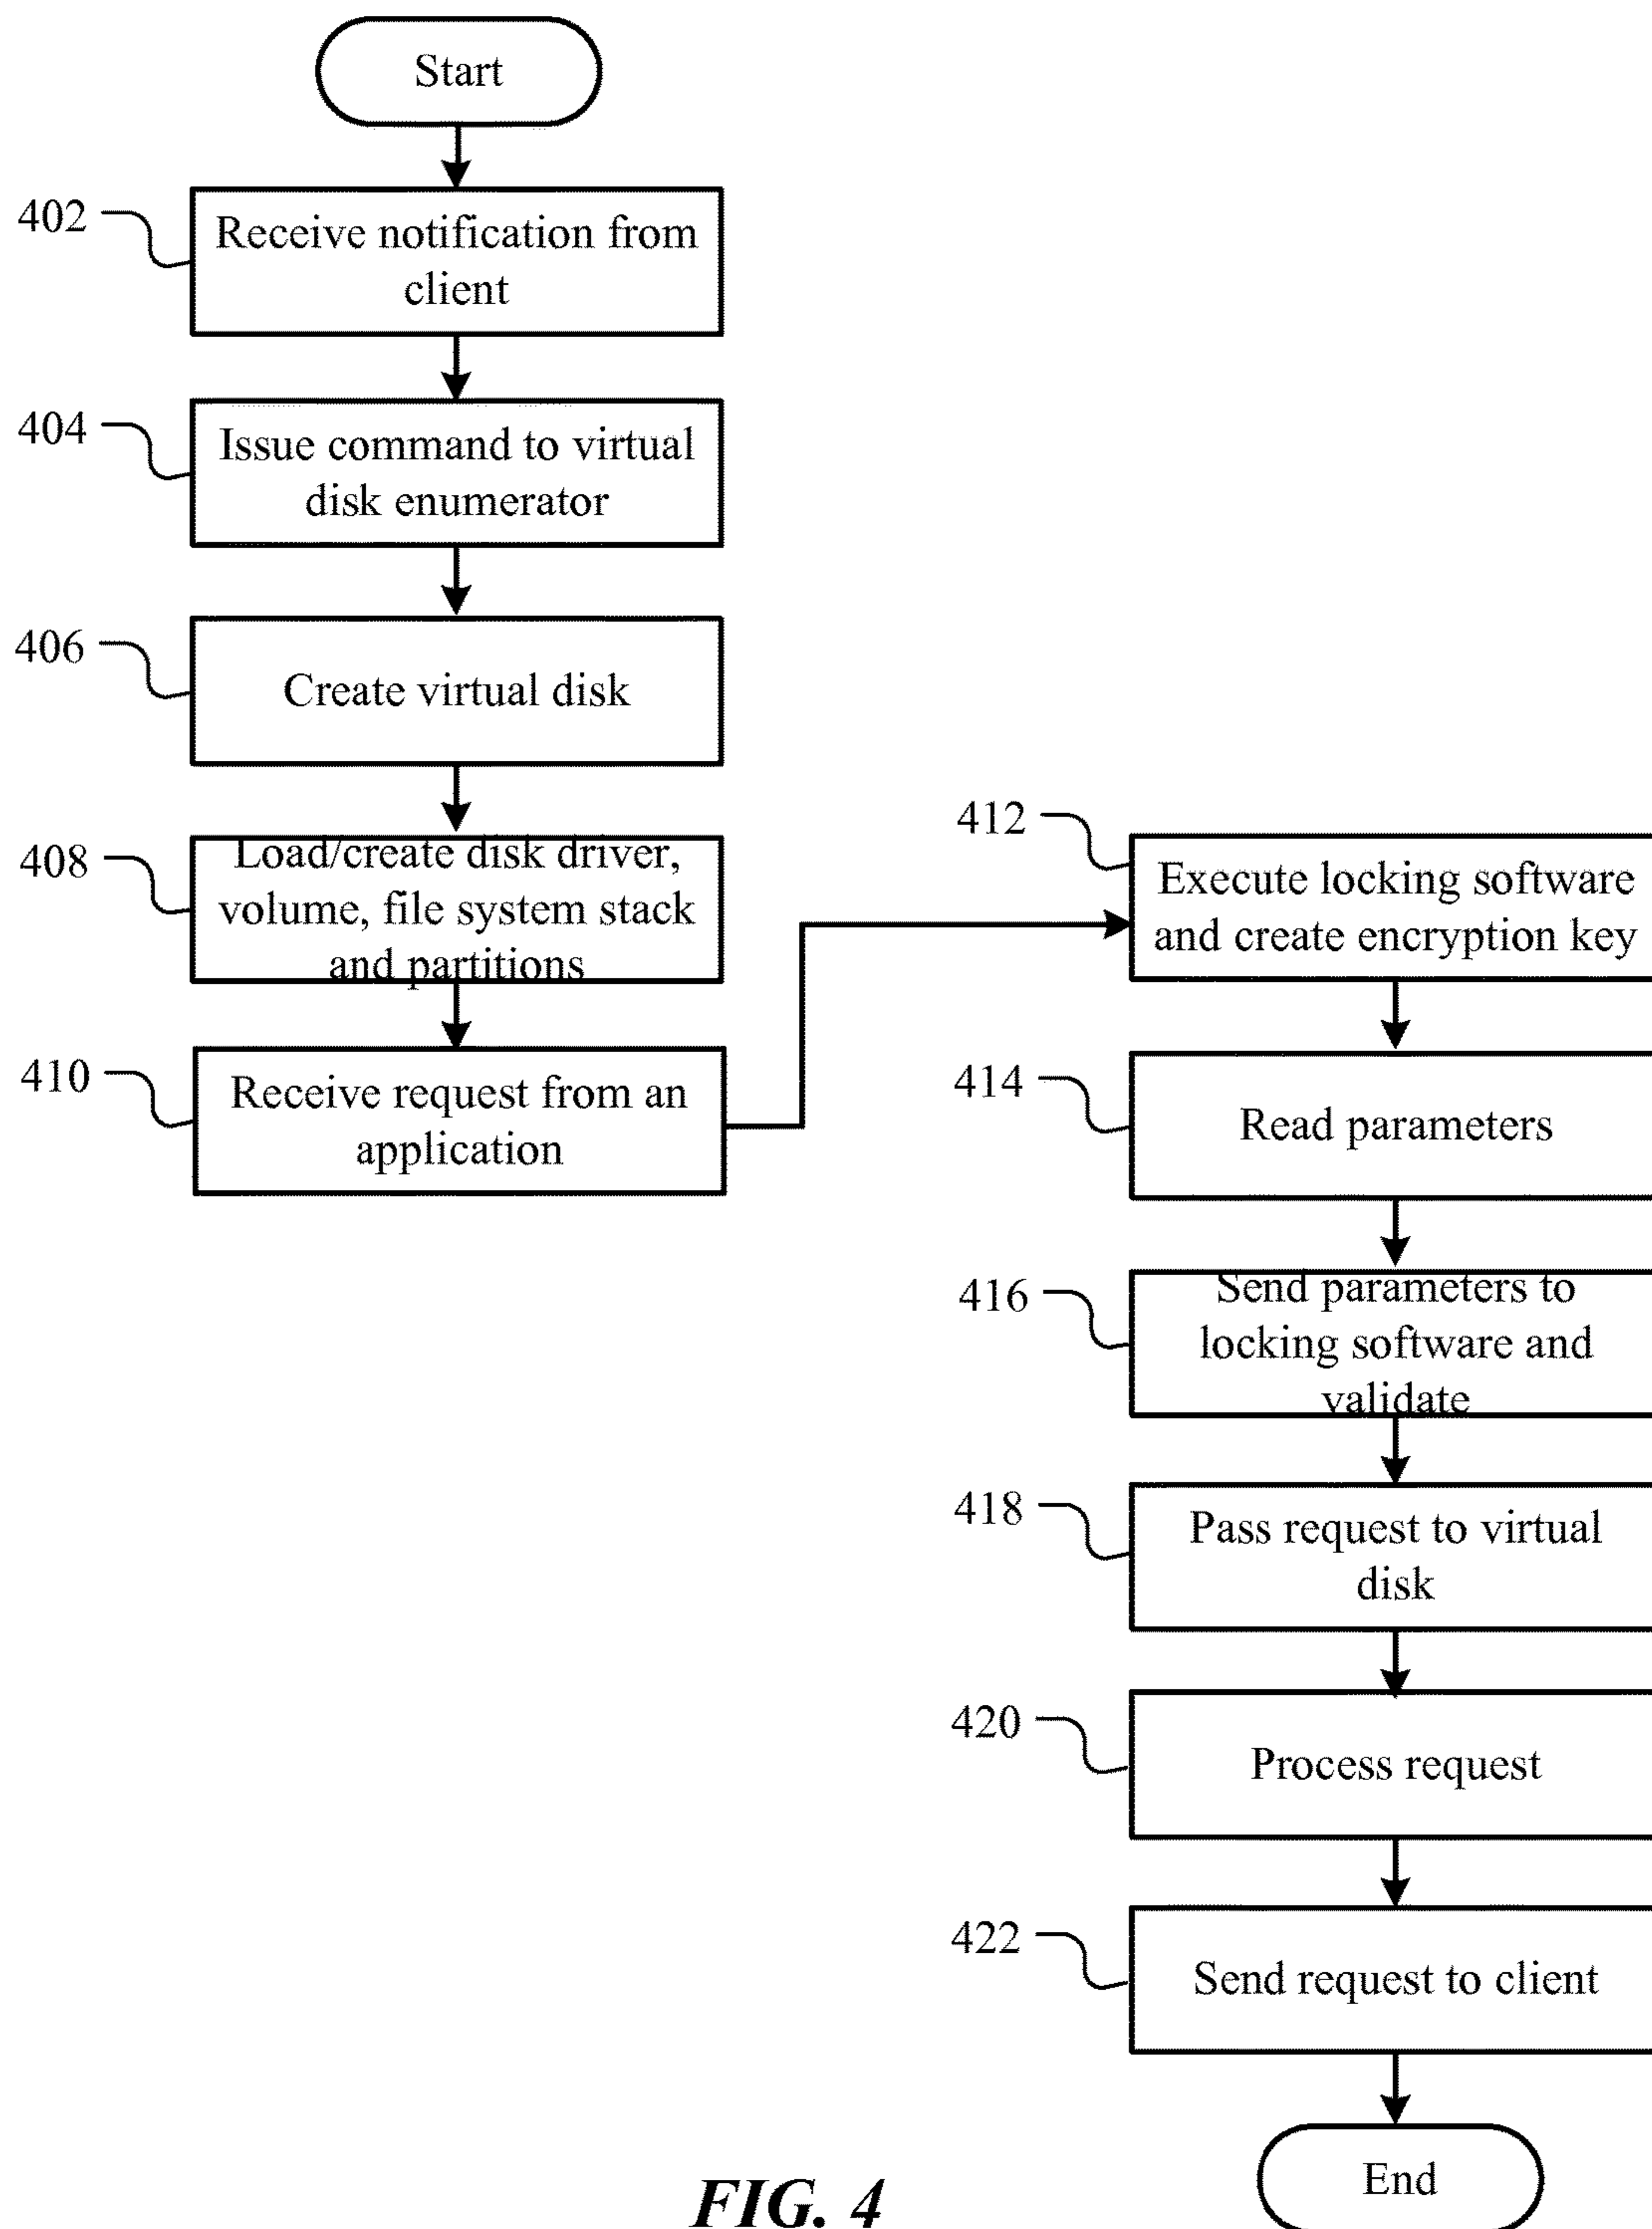 Start
402
Receive notification from
client
404
Issue command to virtual
disk enumerator
406
Create virtual disk
408
Load/create disk driver,
volume, file system stack
and partitions
410
Receive request from an
application
412
Execute locking software
and create encryption key
414
Read parameters
416
Send parameters to
locking software and
validate
418
Pass request to virtual
disk
420
Process request
422
Send request to client
End
FIG. 4